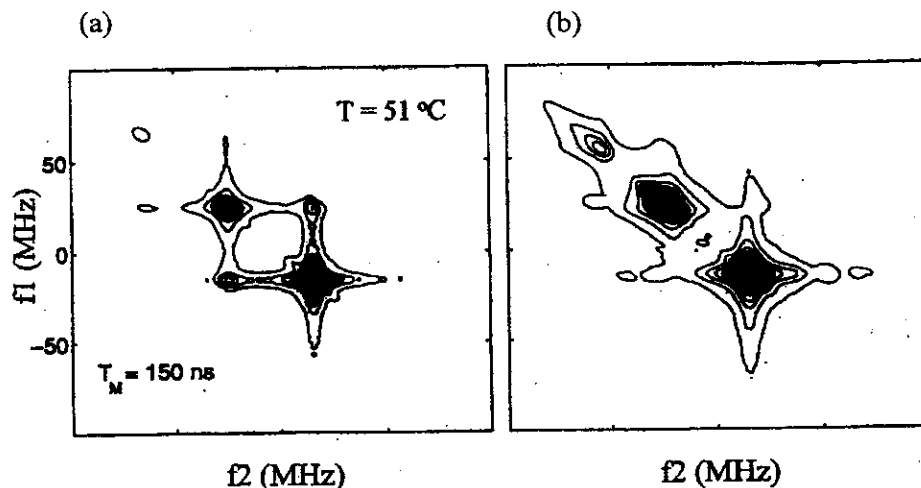 (a)
(b)
T = 51 °C
50
0
-50
f1 (MHz)
T_M = 150 ns
f2 (MHz)
f2 (MHz)